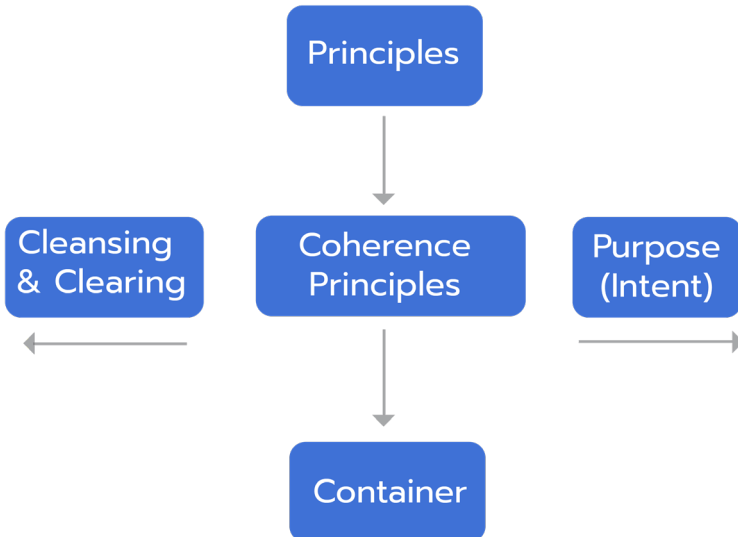 Principles
Cleansing
& Clearing
Coherence
Principles
Purpose
(Intent)
Container